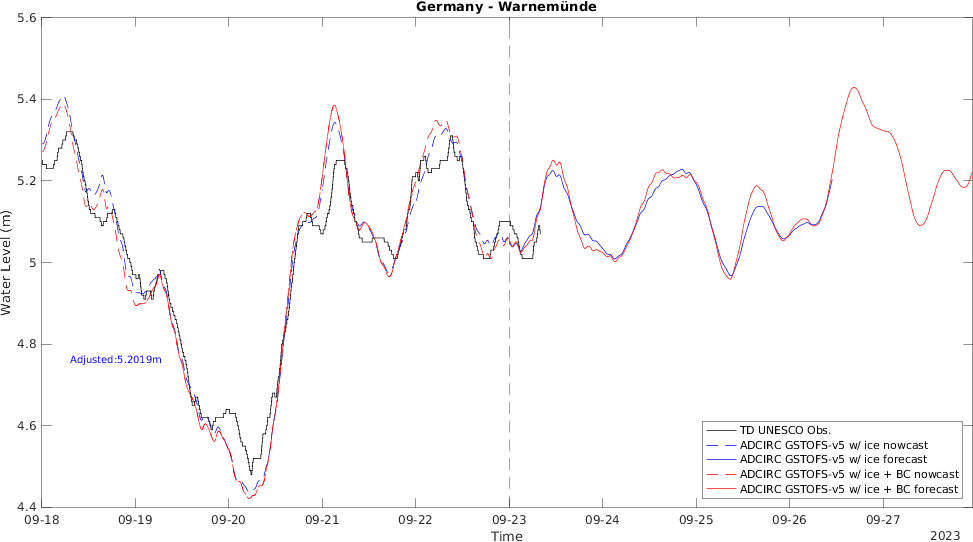 Germany - Warnemünde
5.6
5.4
5.2
5
4.8
4.6
4.4
Water Level (m)
Adjusted:5.2019m
TD UNESCO Obs.
ADCIRC GSTOFS-v5 w/ ice nowcast
ADCIRC GSTOFS-v5 w/ ice forecast
ADCIRC GSTOFS-v5 w/ ice + BC nowcast
ADCIRC GSTOFS-v5 w/ ice + BC forecast
09-18 09-19 09-20 09-21 09-22 09-23 09-24 09-25 09-26 09-27
Time
2023